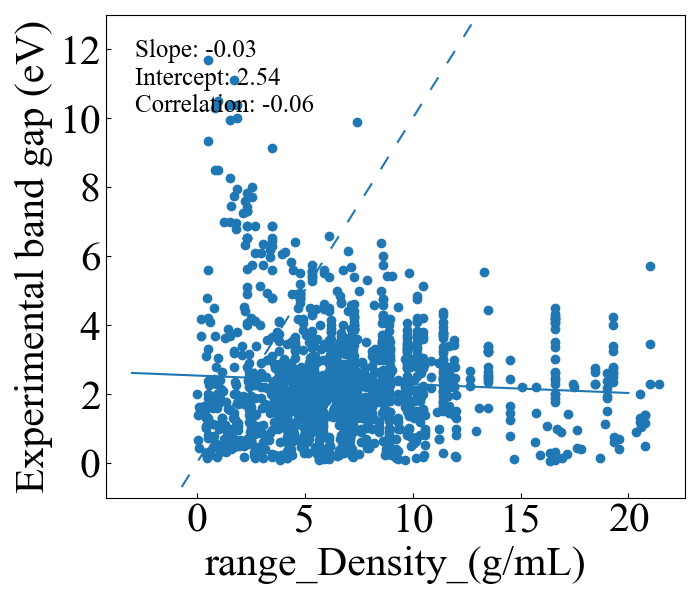 Slope: -0.03
Intercept: 2.54
Correlation: -0.06
Experimental band gap (eV)
12
10
8
6
4
2
0
0 5 10 15 20
range_Density_(g/mL)